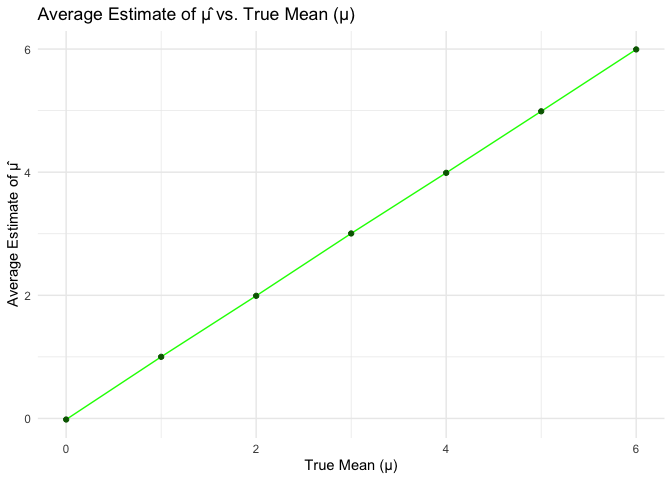 Average Estimate of μ̂ vs. True Mean (μ)
Average Estimate of μ̂
6
4
2
0
0 2 4 6
True Mean (μ)